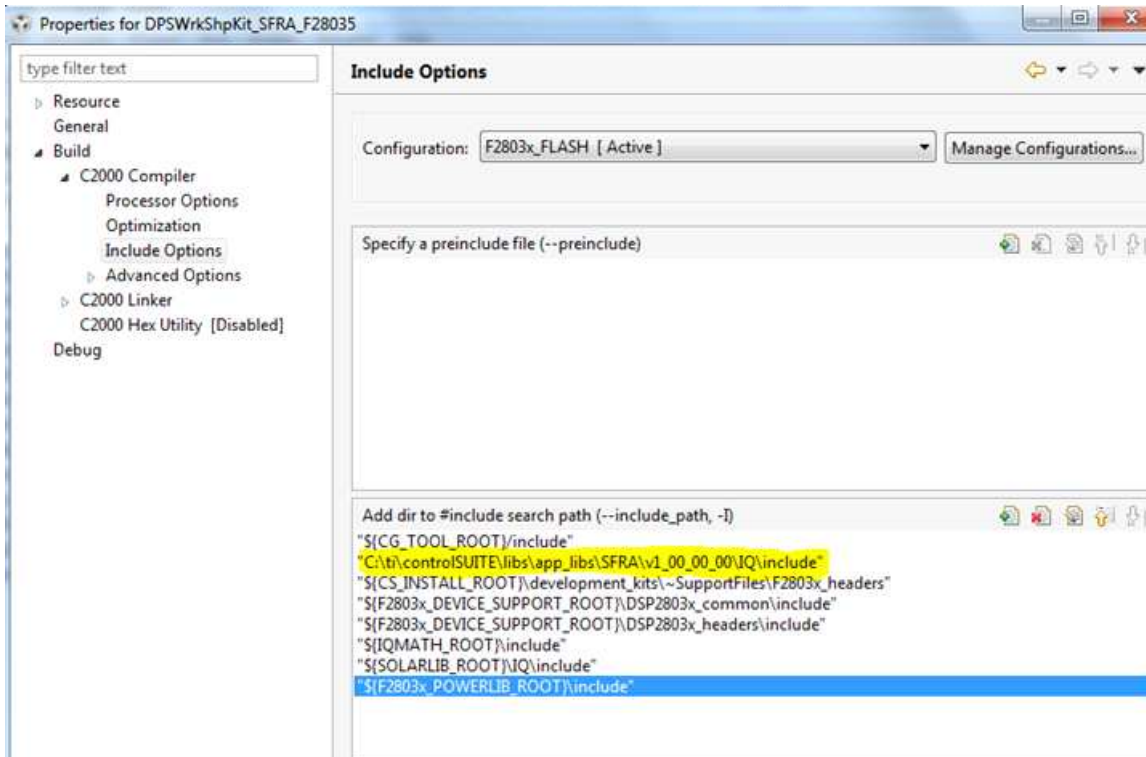 Properties for DPSWrkShpKit_SFRA_F28035
type filter text
Resource
General
Build
C2000 Compiler
Processor Options
Optimization
Include Options
Advanced Options
C2000 Linker
C2000 Hex Utility [Disabled]
Debug
Include Options
Configuration: F2803x_FLASH [ Active ] Manage Configurations...
Specify a preinclude file (--preinclude)
Add dir to #include search path (--include_path, -I)
"${CG_TOOL_ROOT}/include"
"C:\ti\controlSUITE\libs\app_libs\SFRA\v1_00_00_00\IQ\include"
"${CS_INSTALL_ROOT}\development_kits\~SupportFiles\F2803x_headers"
"${F2803x_DEVICE_SUPPORT_ROOT}\DSP2803x_common\include"
"${F2803x_DEVICE_SUPPORT_ROOT}\DSP2803x_headers\include"
"${IQMATH_ROOT}\include"
"${SOLARLIB_ROOT}\IQ\include"
"${F2803x_POWERLIB_ROOT}\include"